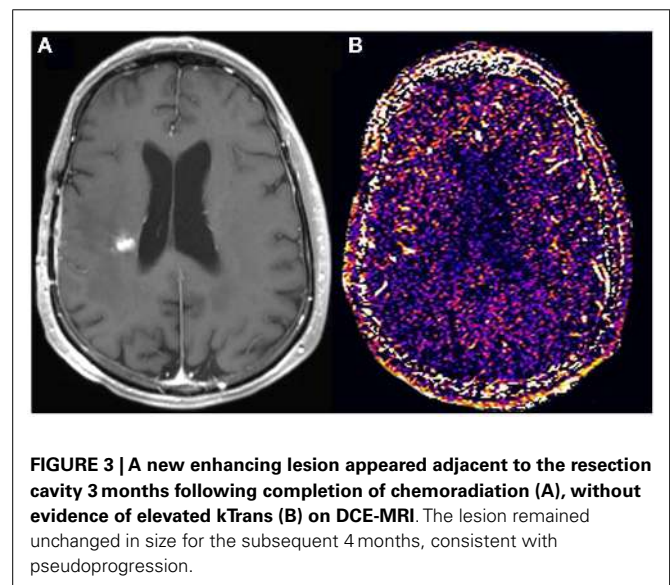 A B
FIGURE 3 | A new enhancing lesion appeared adjacent to the resection
cavity 3 months following completion of chemoradiation (A), without
evidence of elevated kTrans (B) on DCE-MRI. The lesion remained
unchanged in size for the subsequent 4 months, consistent with
pseudoprogression.